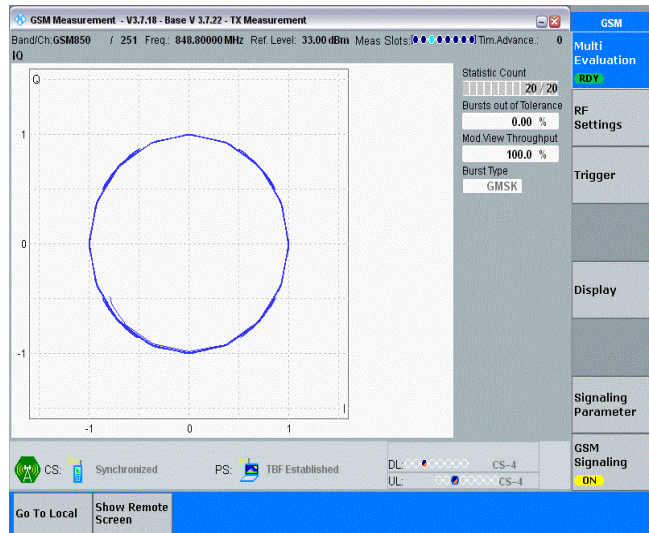 GSM Measurement - V3.7.18 - Base V 3.7.22 - TX Measurement
GSM
Band/Ch:GSM850 / 251 Freq.: 848.80000 MHz Ref. Level: 33.00 dBm Meas Slots: Tim.Advance.: 0
IQ
Multi
Evaluation
RDY
Q
1
0
-1
-1 0 1
I
Statistic Count
20 / 20
Bursts out of Tolerance
0.00 %
Mod.View Throughput
100.0 %
Burst Type
GMSK
RF
Settings
Trigger
Display
Signaling
Parameter
GSM
Signaling
ON
CS: Synchronized PS: TBF Established
DL: CS-4
UL: CS-4
Go To Local
Show Remote
Screen